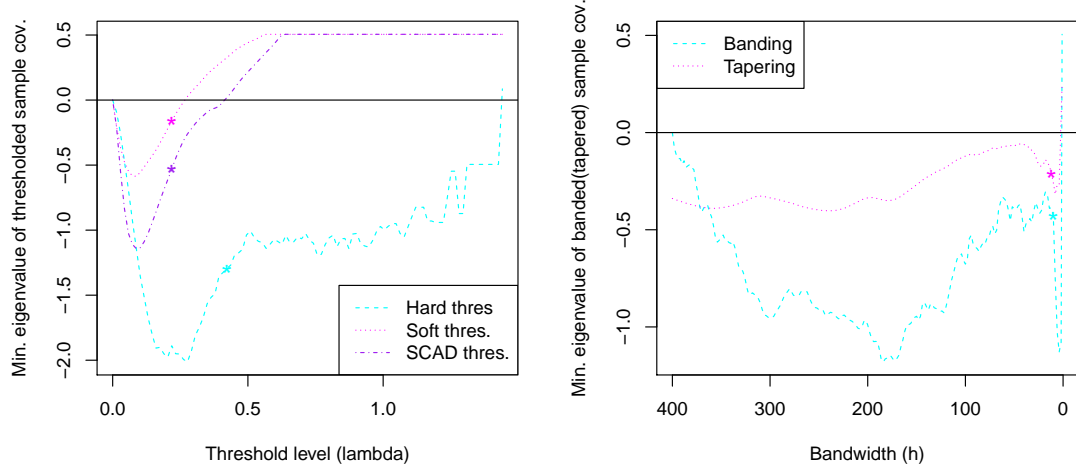 Min. eigenvalue of thresholded sample cov.
0.5
0.0
−0.5
−1.0
−1.5
−2.0
*
*
*
Hard thres
Soft thres.
SCAD thres.
0.0
0.5
1.0
Threshold level (lambda)
Min. eigenvalue of banded(tapered) sample cov.
0.5
0.0
−0.5
−1.0
Banding
Tapering
*
*
400
300
200
100
0
Bandwidth (h)